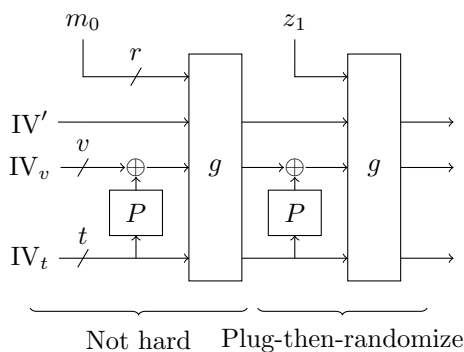 m₀ z₁
r
IV′
IVᵥ v g g
P P
IVₜ t
Not hard Plug-then-randomize